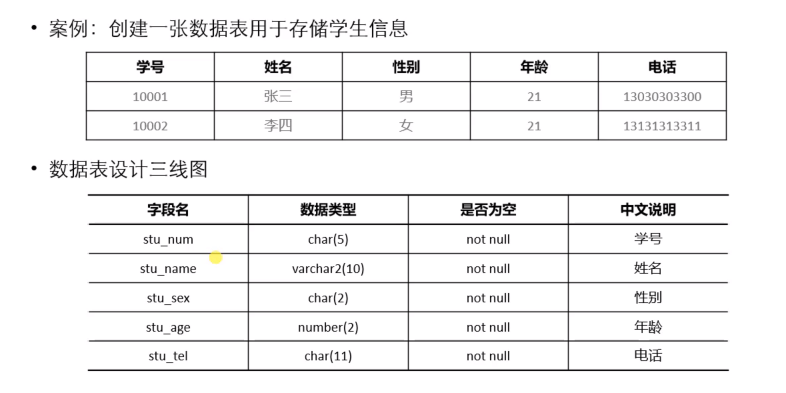 • 案例：创建一张数据表用于存储学生信息
学号 姓名 性别 年龄 电话
10001 张三 男 21 13030303300
10002 李四 女 21 13131313311
• 数据表设计三线图
字段名 数据类型 是否为空 中文说明
stu_num char(5) not null 学号
stu_name varchar2(10) not null 姓名
stu_sex char(2) not null 性别
stu_age number(2) not null 年龄
stu_tel char(11) not null 电话